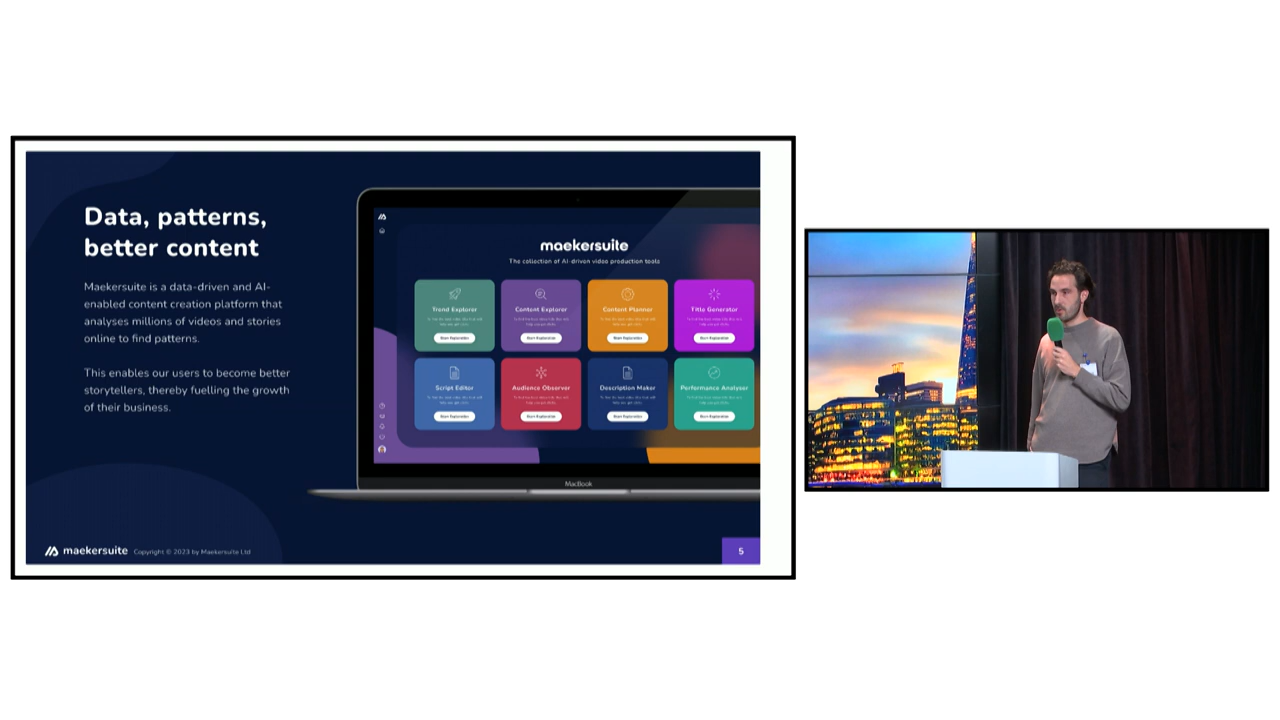 Data, patterns,
better content
Maekersuite is a data-driven and AI-
enabled content creation platform that
analyses millions of videos and stories
online to find patterns.
This enables our users to become better
storytellers, thereby fuelling the growth
of their business.
maekersuite
The collection of AI-driven video production tools
Trend Explorer
Content Explorer
Content Planner
Title Generator
Script Editor
Audience Observer
Description Maker
Performance Analyser
MacBook
maekersuite Copyright © 2023 by Maekersuite Ltd
5